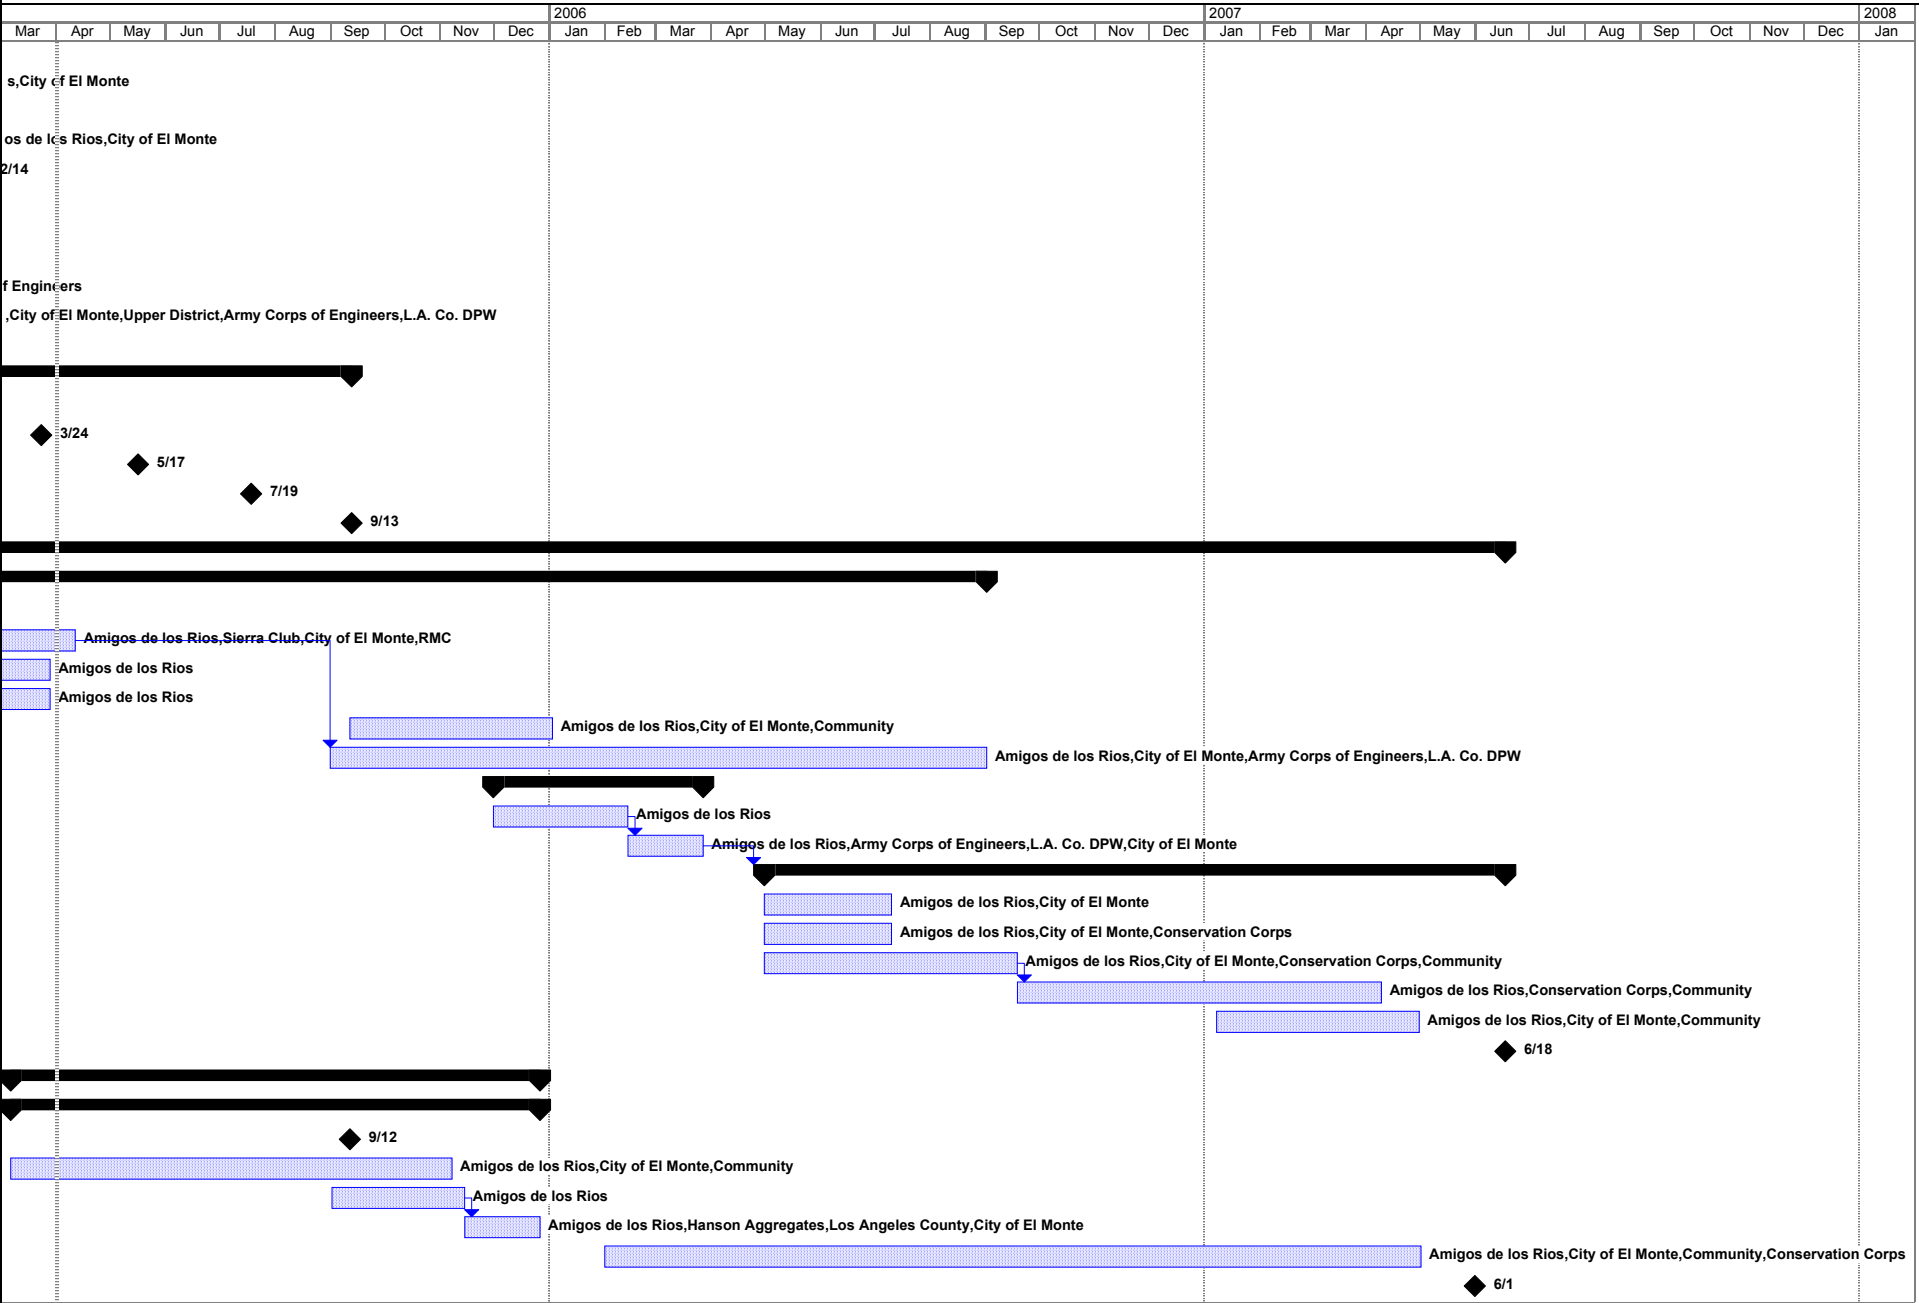 2006 2007 2008
Mar Apr May Jun Jul Aug Sep Oct Nov Dec Jan Feb Mar Apr May Jun Jul Aug Sep Oct Nov Dec Jan Feb Mar Apr May Jun Jul Aug Sep Oct Nov Dec Jan
s,City of El Monte
os de los Rios,City of El Monte
2/14
f Engineers
,City of El Monte,Upper District,Army Corps of Engineers,L.A. Co. DPW
3/24
5/17
7/19
9/13
Amigos de los Rios,Sierra Club,City of El Monte,RMC
Amigos de los Rios
Amigos de los Rios
Amigos de los Rios,City of El Monte,Community
Amigos de los Rios,City of El Monte,Army Corps of Engineers,L.A. Co. DPW
Amigos de los Rios
Amigos de los Rios,Army Corps of Engineers,L.A. Co. DPW,City of El Monte
Amigos de los Rios,City of El Monte
Amigos de los Rios,City of El Monte,Conservation Corps
Amigos de los Rios,City of El Monte,Conservation Corps,Community
Amigos de los Rios,Conservation Corps,Community
Amigos de los Rios,City of El Monte,Community
6/18
9/12
Amigos de los Rios,City of El Monte,Community
Amigos de los Rios
Amigos de los Rios,Hanson Aggregates,Los Angeles County,City of El Monte
Amigos de los Rios,City of El Monte,Community,Conservation Corps
6/1